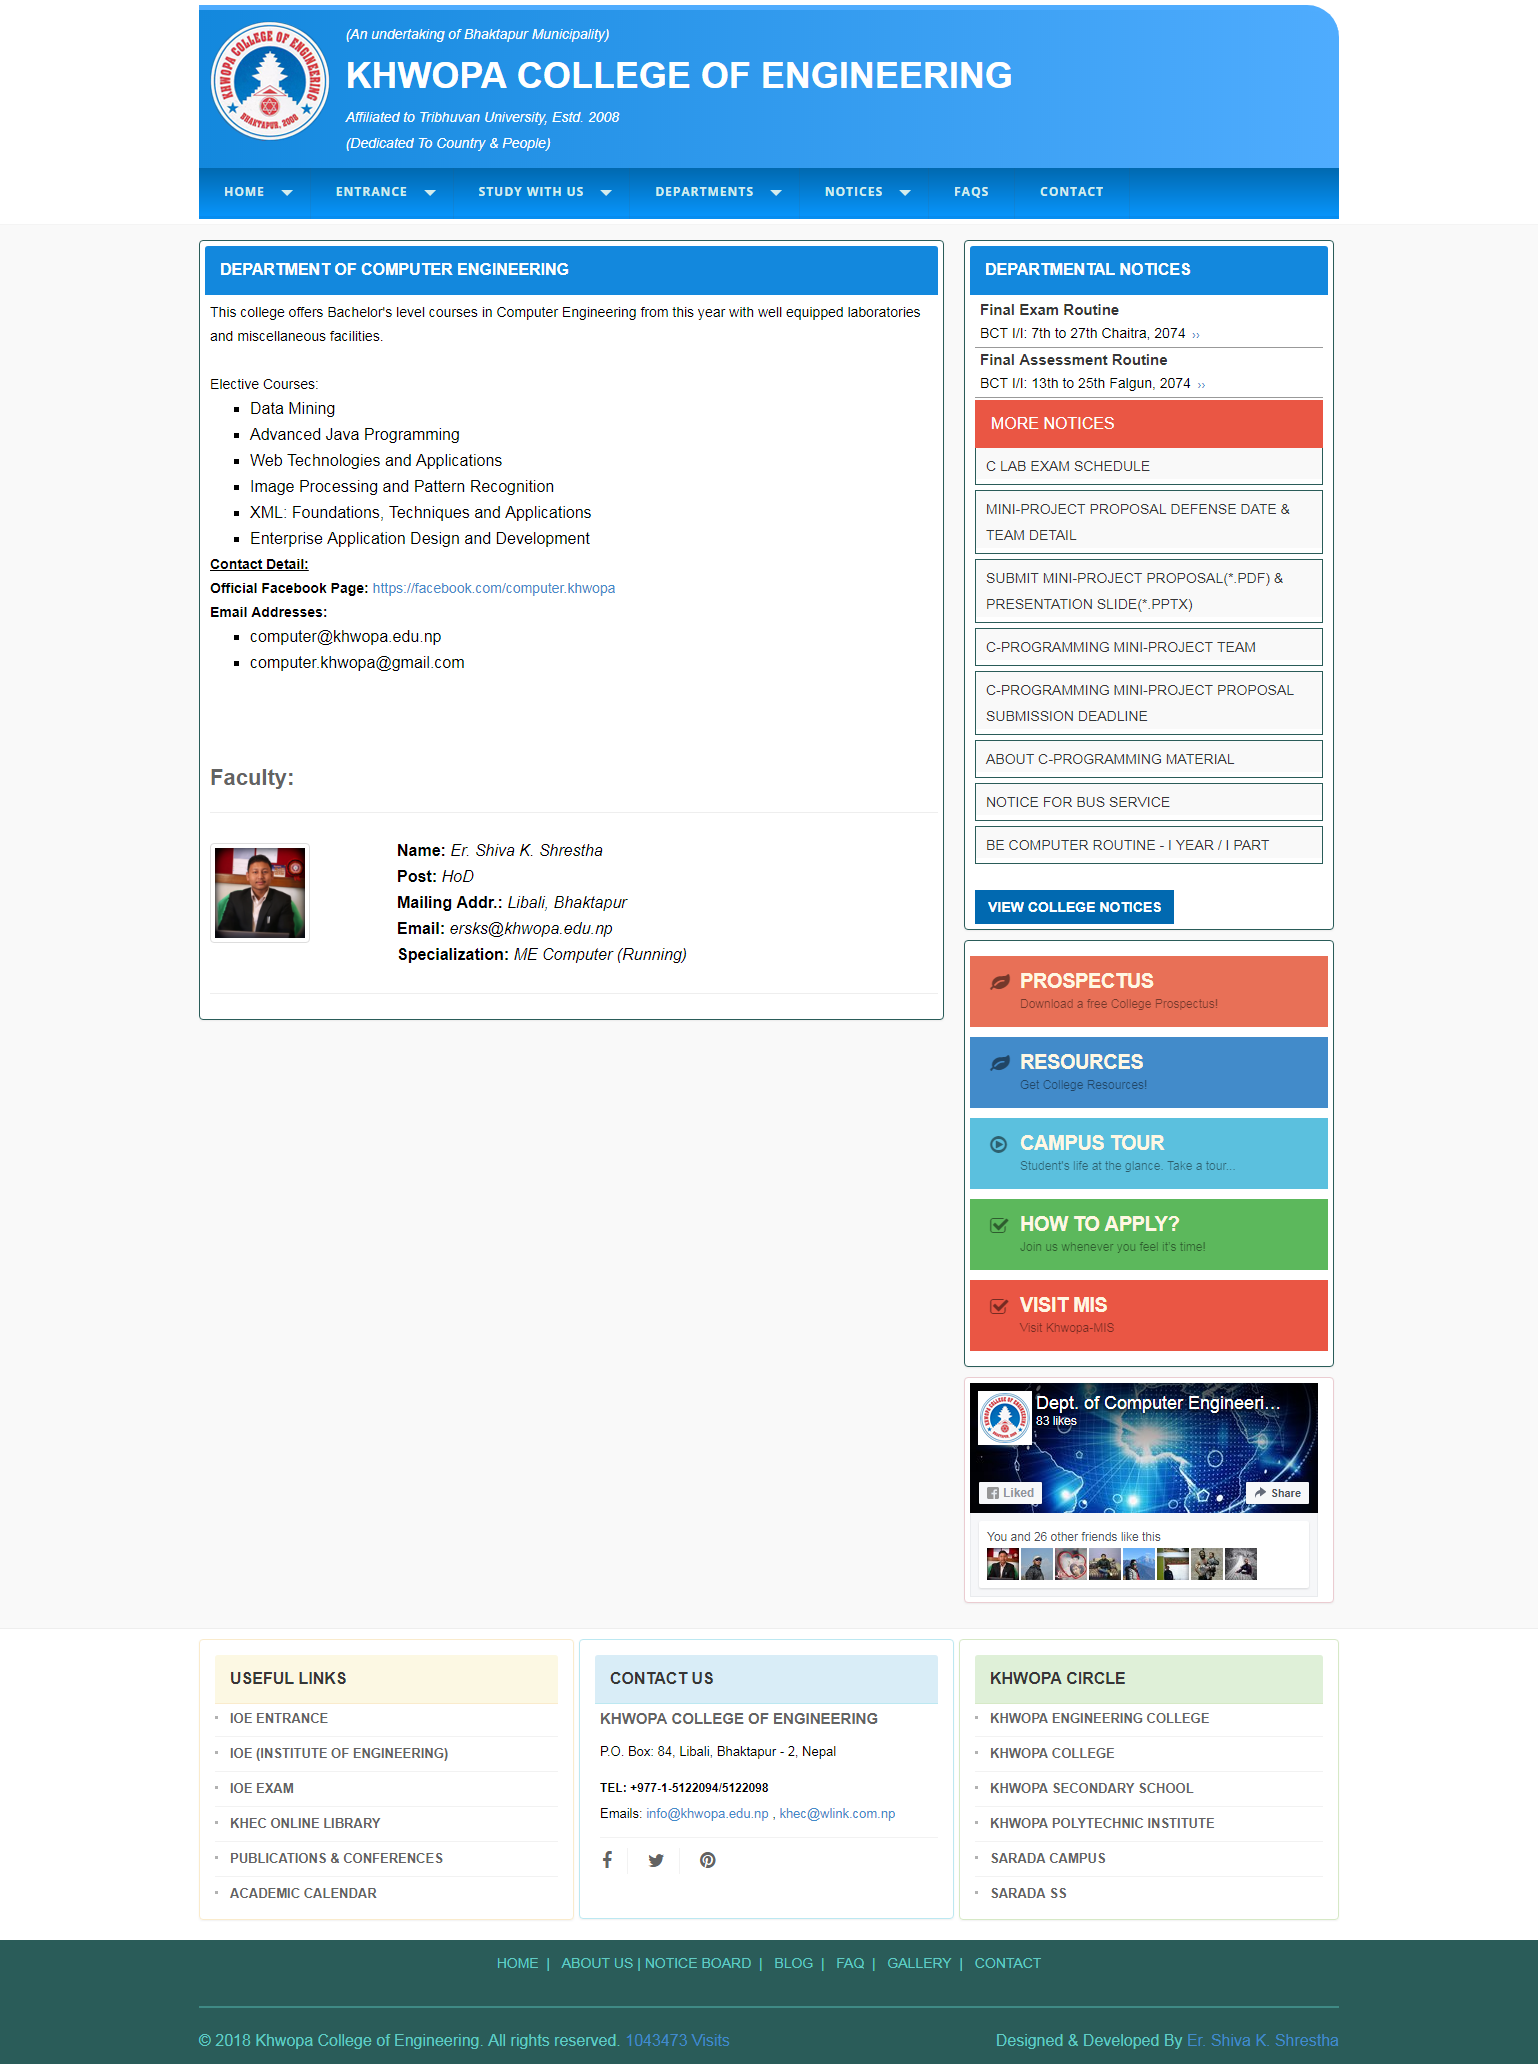 (An undertaking of Bhaktapur Municipality)
KHWOPA COLLEGE OF ENGINEERING
Affiliated to Tribhuvan University, Estd. 2008
(Dedicated To Country & People)
KHWOPA COLLEGE OF ENGINEERING
BHAKTAPUR, 2008
HOME ENTRANCE STUDY WITH US DEPARTMENTS NOTICES FAQS CONTACT
DEPARTMENT OF COMPUTER ENGINEERING
This college offers Bachelor's level courses in Computer Engineering from this year with well equipped laboratories
and miscellaneous facilities.
Elective Courses:
Data Mining
Advanced Java Programming
Web Technologies and Applications
Image Processing and Pattern Recognition
XML: Foundations, Techniques and Applications
Enterprise Application Design and Development
Contact Detail:
Official Facebook Page: https://facebook.com/computer.khwopa
Email Addresses:
computer@khwopa.edu.np
computer.khwopa@gmail.com
Faculty:
Name: Er. Shiva K. Shrestha
Post: HoD
Mailing Addr.: Libali, Bhaktapur
Email: ersks@khwopa.edu.np
Specialization: ME Computer (Running)
DEPARTMENTAL NOTICES
Final Exam Routine
BCT I/I: 7th to 27th Chaitra, 2074 ››
Final Assessment Routine
BCT I/I: 13th to 25th Falgun, 2074 ››
MORE NOTICES
C LAB EXAM SCHEDULE
MINI-PROJECT PROPOSAL DEFENSE DATE &
TEAM DETAIL
SUBMIT MINI-PROJECT PROPOSAL(*.PDF) &
PRESENTATION SLIDE(*.PPTX)
C-PROGRAMMING MINI-PROJECT TEAM
C-PROGRAMMING MINI-PROJECT PROPOSAL
SUBMISSION DEADLINE
ABOUT C-PROGRAMMING MATERIAL
NOTICE FOR BUS SERVICE
BE COMPUTER ROUTINE - I YEAR / I PART
VIEW COLLEGE NOTICES
PROSPECTUS
Download a free College Prospectus!
RESOURCES
Get College Resources!
CAMPUS TOUR
Student's life at the glance. Take a tour...
HOW TO APPLY?
Join us whenever you feel it's time!
VISIT MIS
Visit Khwopa-MIS
Dept. of Computer Engineeri...
83 likes
Liked Share
You and 26 other friends like this
USEFUL LINKS
IOE ENTRANCE
IOE (INSTITUTE OF ENGINEERING)
IOE EXAM
KHEC ONLINE LIBRARY
PUBLICATIONS & CONFERENCES
ACADEMIC CALENDAR
CONTACT US
KHWOPA COLLEGE OF ENGINEERING
P.O. Box: 84, Libali, Bhaktapur - 2, Nepal
TEL: +977-1-5122094/5122098
Emails: info@khwopa.edu.np , khec@wlink.com.np
KHWOPA CIRCLE
KHWOPA ENGINEERING COLLEGE
KHWOPA COLLEGE
KHWOPA SECONDARY SCHOOL
KHWOPA POLYTECHNIC INSTITUTE
SARADA CAMPUS
SARADA SS
HOME | ABOUT US | NOTICE BOARD | BLOG | FAQ | GALLERY | CONTACT
© 2018 Khwopa College of Engineering. All rights reserved. 1043473 Visits
Designed & Developed By Er. Shiva K. Shrestha